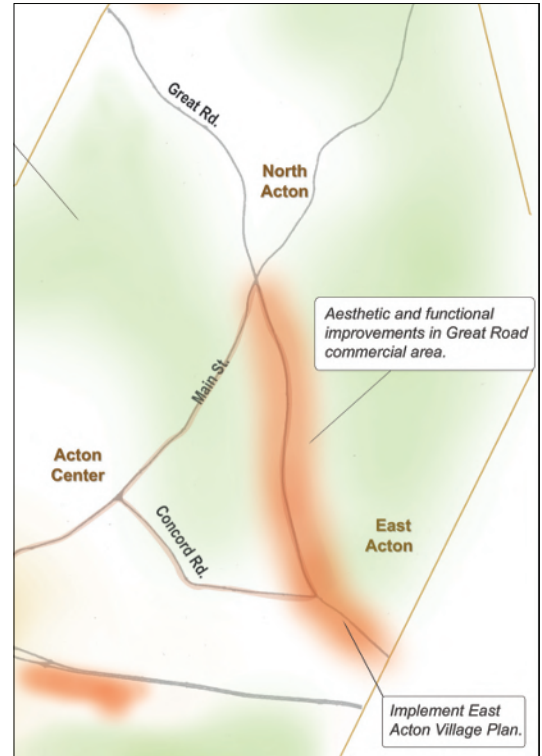 Great Rd.
North
Acton
Aesthetic and functional
improvements in Great Road
commercial area.
Main St.
Acton
Center
Concord Rd.
East
Acton
Implement East
Acton Village Plan.